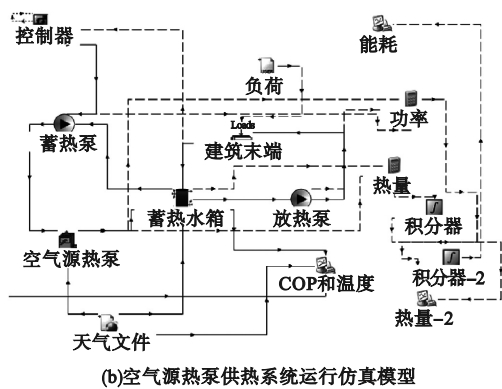 控制器
能耗
负荷
Loads
功率
蓄热泵
建筑末端
热量
蓄热水箱
放热泵
积分器
空气源热泵
COP和温度
积分器-2
热量-2
天气文件
(b)空气源热泵供热系统运行仿真模型